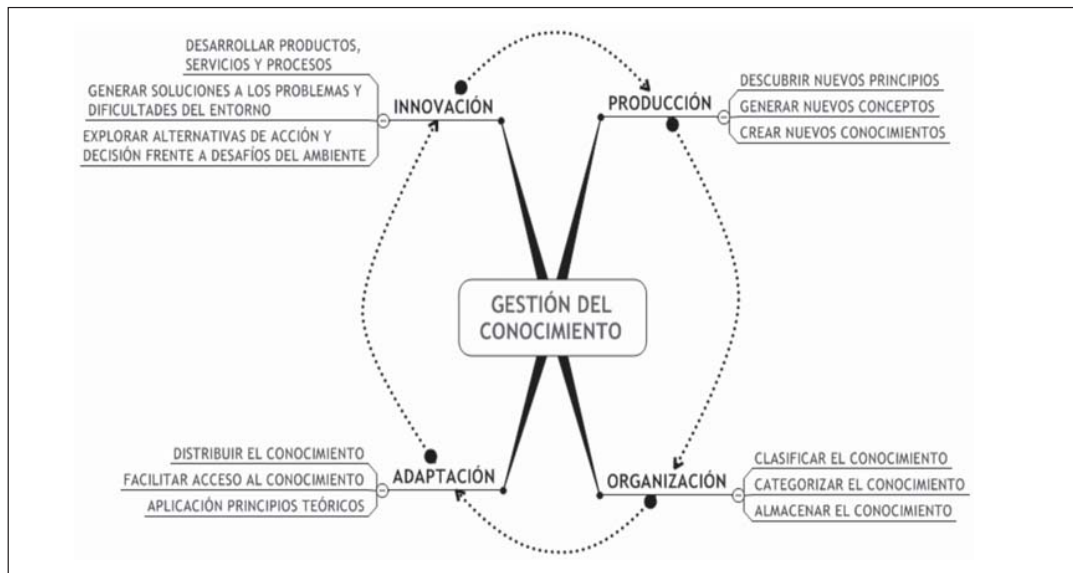 DESARROLLAR PRODUCTOS,
SERVICIOS Y PROCESOS
GENERAR SOLUCIONES A LOS PROBLEMAS Y
DIFICULTADES DEL ENTORNO
EXPLORAR ALTERNATIVAS DE ACCIÓN Y
DECISIÓN FRENTE A DESAFÍOS DEL AMBIENTE
INNOVACIÓN
PRODUCCIÓN
DESCUBRIR NUEVOS PRINCIPIOS
GENERAR NUEVOS CONCEPTOS
CREAR NUEVOS CONOCIMIENTOS
GESTIÓN DEL
CONOCIMIENTO
DISTRIBUIR EL CONOCIMIENTO
FACILITAR ACCESO AL CONOCIMIENTO
APLICACIÓN PRINCIPIOS TEÓRICOS
ADAPTACIÓN
ORGANIZACIÓN
CLASIFICAR EL CONOCIMIENTO
CATEGORIZAR EL CONOCIMIENTO
ALMACENAR EL CONOCIMIENTO